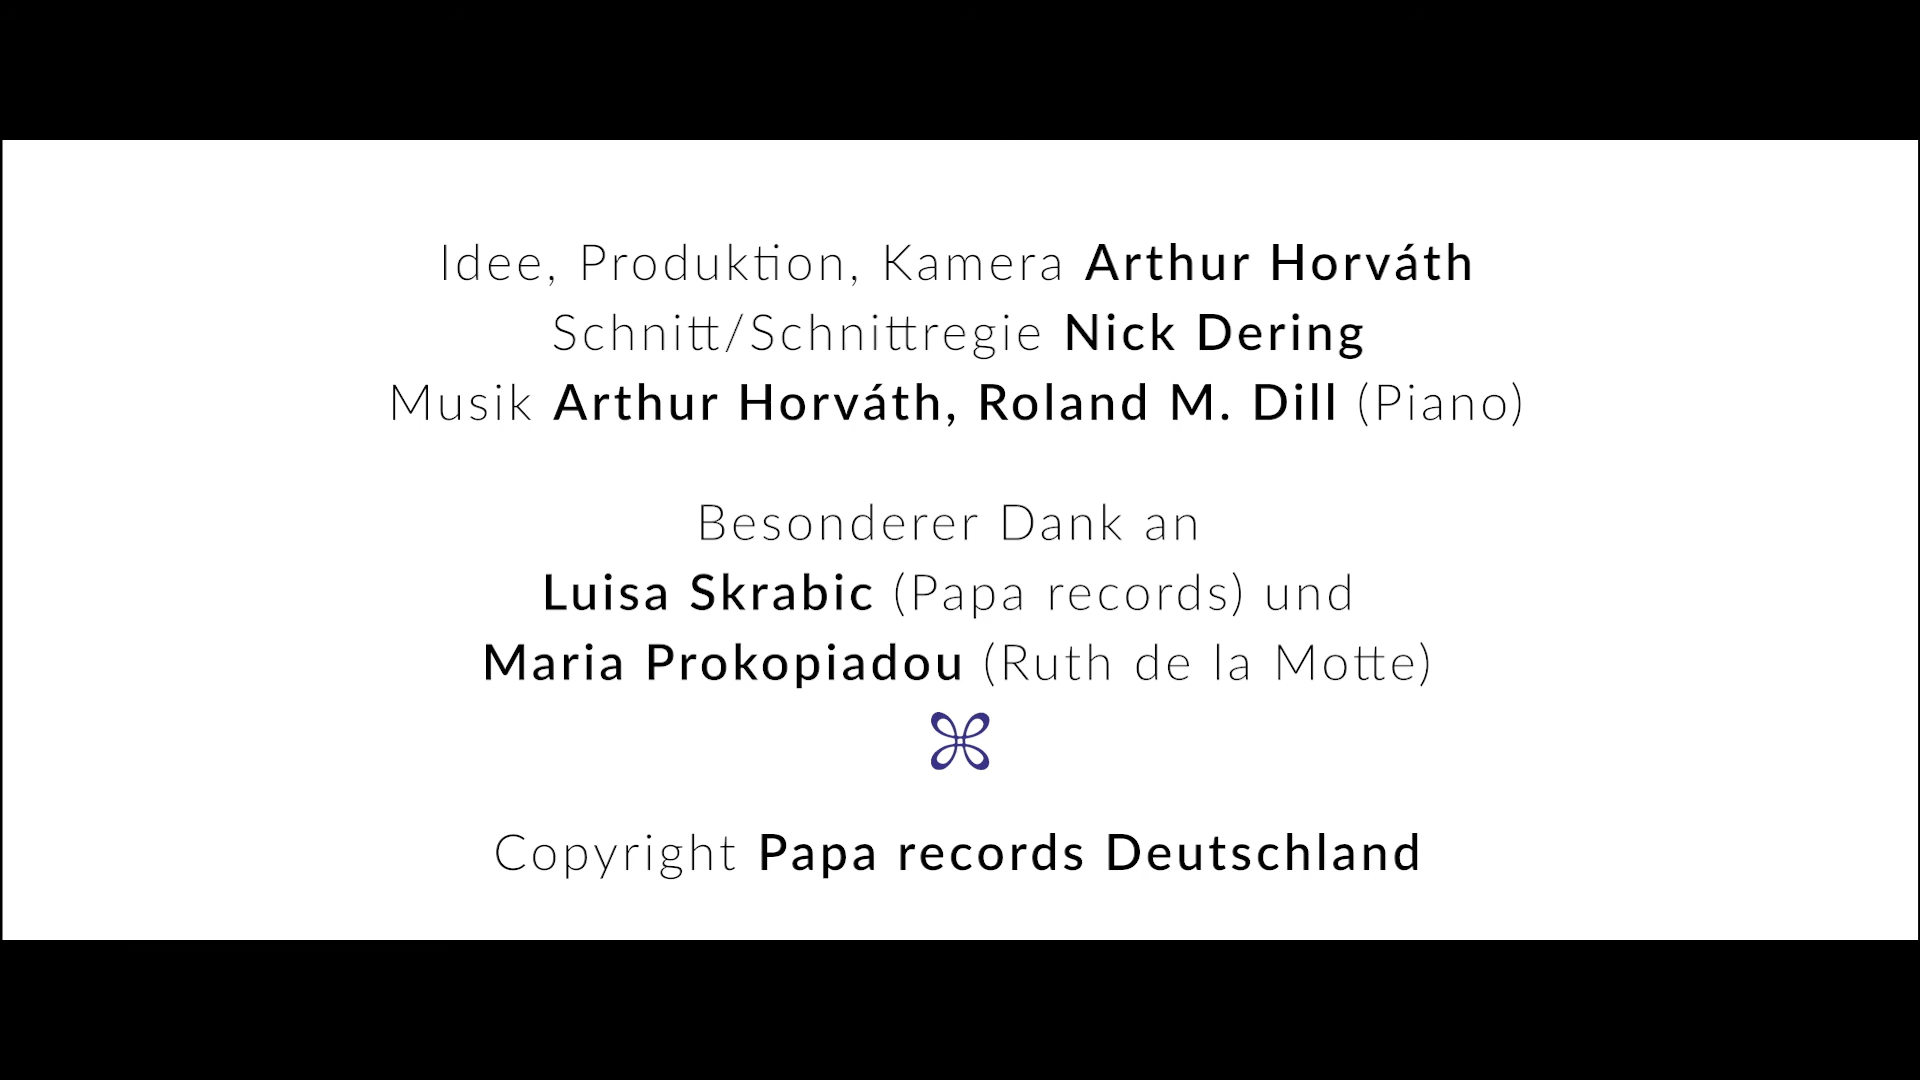 Idee, Produktion, Kamera Arthur Horváth
Schnitt/Schnittregie Nick Dering
Musik Arthur Horváth, Roland M. Dill (Piano)
Besonderer Dank an
Luisa Skrabic (Papa records) und
Maria Prokopiadou (Ruth de la Motte)
Copyright Papa records Deutschland